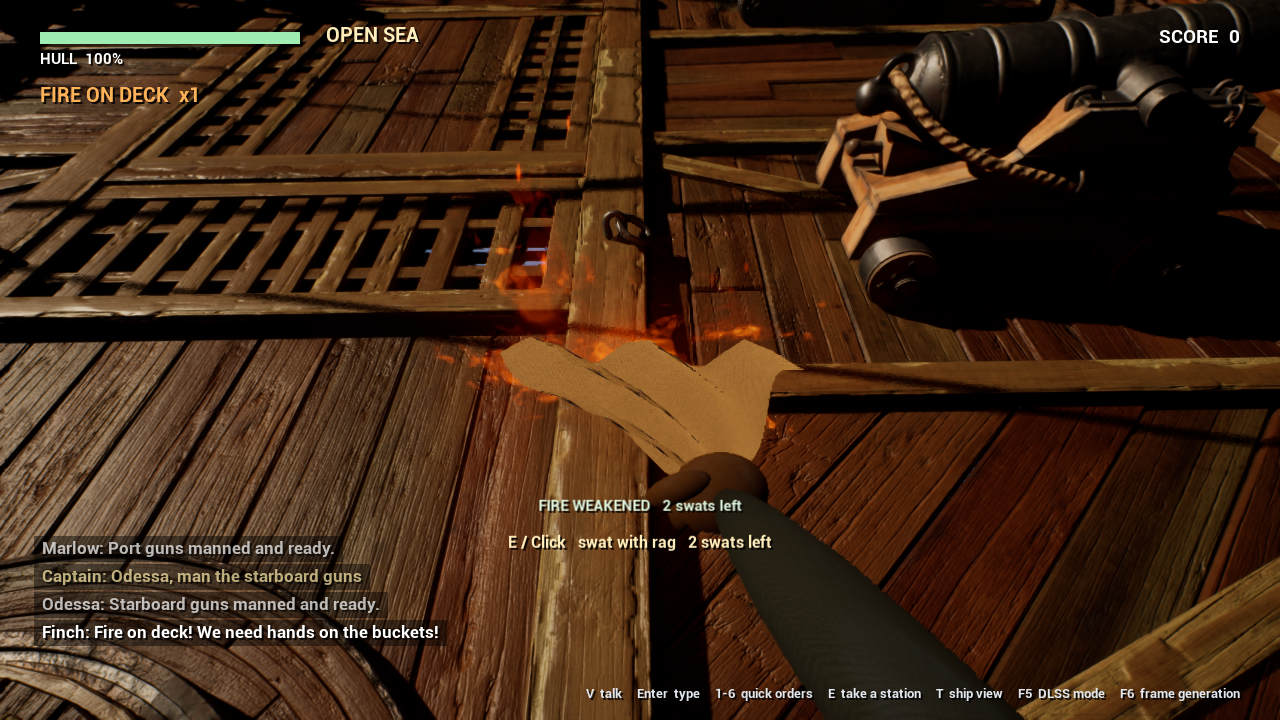 OPEN SEA
SCORE 0
HULL 100%
FIRE ON DECK x1
FIRE WEAKENED 2 swats left
E / Click swat with rag 2 swats left
Marlow: Port guns manned and ready.
Captain: Odessa, man the starboard guns
Odessa: Starboard guns manned and ready.
Finch: Fire on deck! We need hands on the buckets!
V talk Enter type 1-6 quick orders E take a station T ship view F5 DLSS mode F6 frame generation